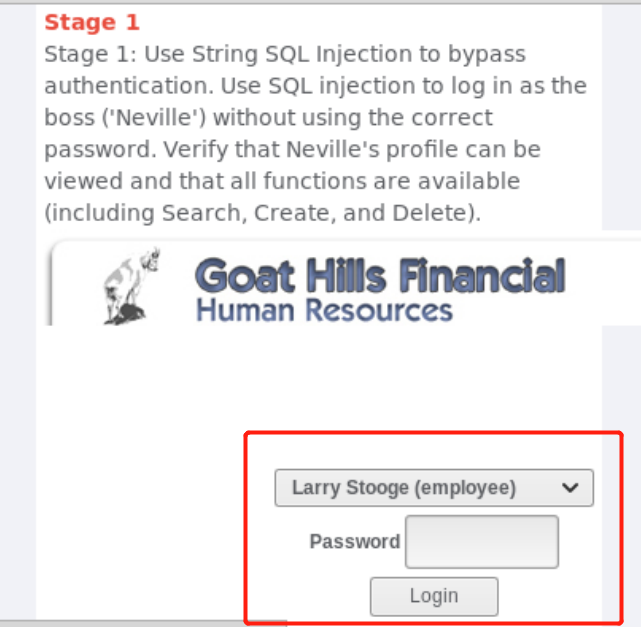 Stage 1
Stage 1: Use String SQL Injection to bypass
authentication. Use SQL injection to log in as the
boss ('Neville') without using the correct
password. Verify that Neville's profile can be
viewed and that all functions are available
(including Search, Create, and Delete).
Goat Hills Financial
Human Resources
Larry Stooge (employee)
Password
Login